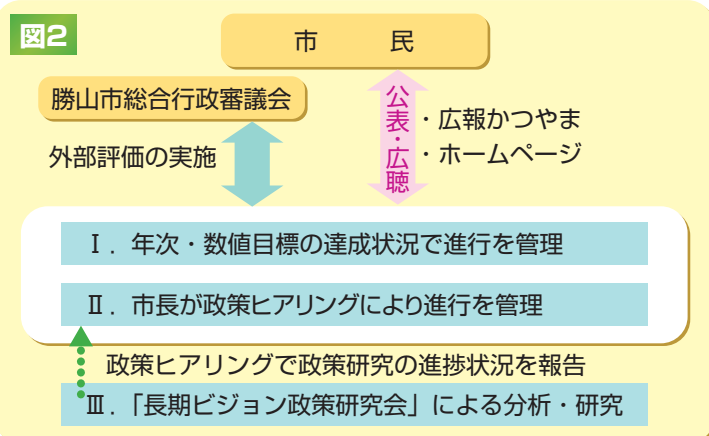 図2
市　　民
勝山市総合行政審議会
外部評価の実施
公表・広聴
・広報かつやま
・ホームページ
Ⅰ．年次・数値目標の達成状況で進行を管理
Ⅱ．市長が政策ヒアリングにより進行を管理
政策ヒアリングで政策研究の進捗状況を報告
Ⅲ．「長期ビジョン政策研究会」による分析・研究